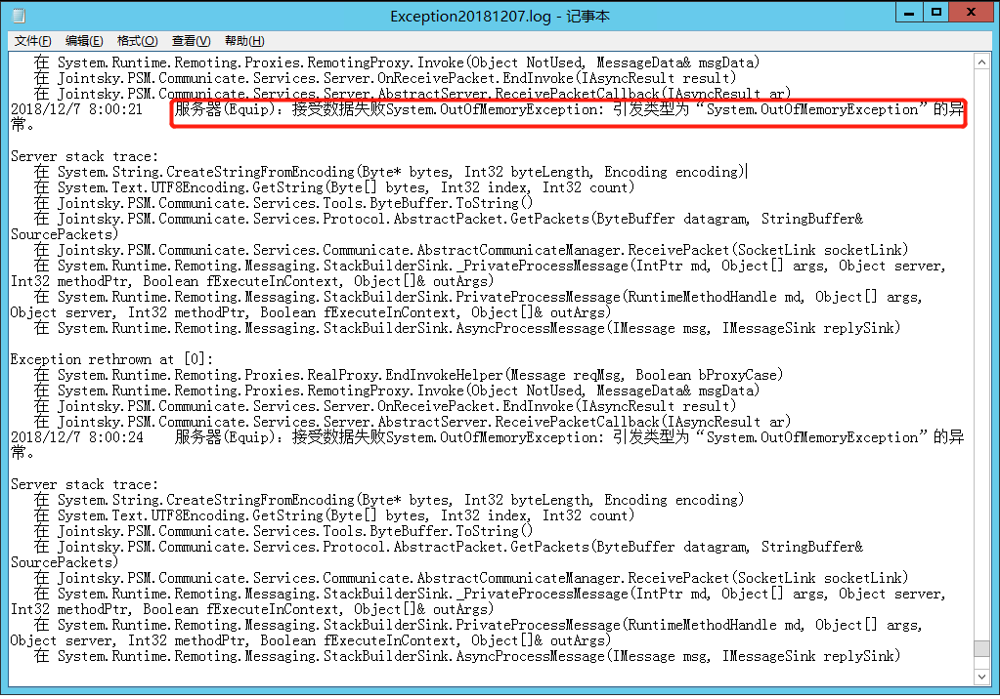 Exception20181207.log - 记事本
文件(F) 编辑(E) 格式(O) 查看(V) 帮助(H)
在 System.Runtime.Remoting.Proxies.RemotingProxy.Invoke(Object NotUsed, MessageData& msgData)
在 Jointsky.PSM.Communicate.Services.Server.OnReceivePacket.EndInvoke(IAsyncResult result)
在 Jointsky.PSM.Communicate.Services.Server.AbstractServer.ReceivePacketCallback(IAsyncResult ar)
2018/12/7 8:00:21 服务器(Equip): 接受数据失败System.OutOfMemoryException: 引发类型为“System.OutOfMemoryException”的异
常。
Server stack trace:
在 System.String.CreateStringFromEncoding(Byte* bytes, Int32 byteLength, Encoding encoding)
在 System.Text.UTF8Encoding.GetString(Byte[] bytes, Int32 index, Int32 count)
在 Jointsky.PSM.Communicate.Services.Tools.ByteBuffer.ToString()
在 Jointsky.PSM.Communicate.Services.Protocol.AbstractPacket.GetPackets(ByteBuffer datagram, StringBuffer&
SourcePackets)
在 Jointsky.PSM.Communicate.Services.Communicate.AbstractCommunicateManager.ReceivePacket(SocketLink socketLink)
在 System.Runtime.Remoting.Messaging.StackBuilderSink._PrivateProcessMessage(IntPtr md, Object[] args, Object server,
Int32 methodPtr, Boolean fExecuteInContext, Object[]& outArgs)
在 System.Runtime.Remoting.Messaging.StackBuilderSink.PrivateProcessMessage(RuntimeMethodHandle md, Object[] args,
Object server, Int32 methodPtr, Boolean fExecuteInContext, Object[]& outArgs)
在 System.Runtime.Remoting.Messaging.StackBuilderSink.AsyncProcessMessage(IMessage msg, IMessageSink replySink)
Exception rethrown at [0]:
在 System.Runtime.Remoting.Proxies.RealProxy.EndInvokeHelper(Message reqMsg, Boolean bProxyCase)
在 System.Runtime.Remoting.Proxies.RemotingProxy.Invoke(Object NotUsed, MessageData& msgData)
在 Jointsky.PSM.Communicate.Services.Server.OnReceivePacket.EndInvoke(IAsyncResult result)
在 Jointsky.PSM.Communicate.Services.Server.AbstractServer.ReceivePacketCallback(IAsyncResult ar)
2018/12/7 8:00:24 服务器(Equip): 接受数据失败System.OutOfMemoryException: 引发类型为“System.OutOfMemoryException”的异
常。
Server stack trace:
在 System.String.CreateStringFromEncoding(Byte* bytes, Int32 byteLength, Encoding encoding)
在 System.Text.UTF8Encoding.GetString(Byte[] bytes, Int32 index, Int32 count)
在 Jointsky.PSM.Communicate.Services.Tools.ByteBuffer.ToString()
在 Jointsky.PSM.Communicate.Services.Protocol.AbstractPacket.GetPackets(ByteBuffer datagram, StringBuffer&
SourcePackets)
在 Jointsky.PSM.Communicate.Services.Communicate.AbstractCommunicateManager.ReceivePacket(SocketLink socketLink)
在 System.Runtime.Remoting.Messaging.StackBuilderSink._PrivateProcessMessage(IntPtr md, Object[] args, Object server,
Int32 methodPtr, Boolean fExecuteInContext, Object[]& outArgs)
在 System.Runtime.Remoting.Messaging.StackBuilderSink.PrivateProcessMessage(RuntimeMethodHandle md, Object[] args,
Object server, Int32 methodPtr, Boolean fExecuteInContext, Object[]& outArgs)
在 System.Runtime.Remoting.Messaging.StackBuilderSink.AsyncProcessMessage(IMessage msg, IMessageSink replySink)